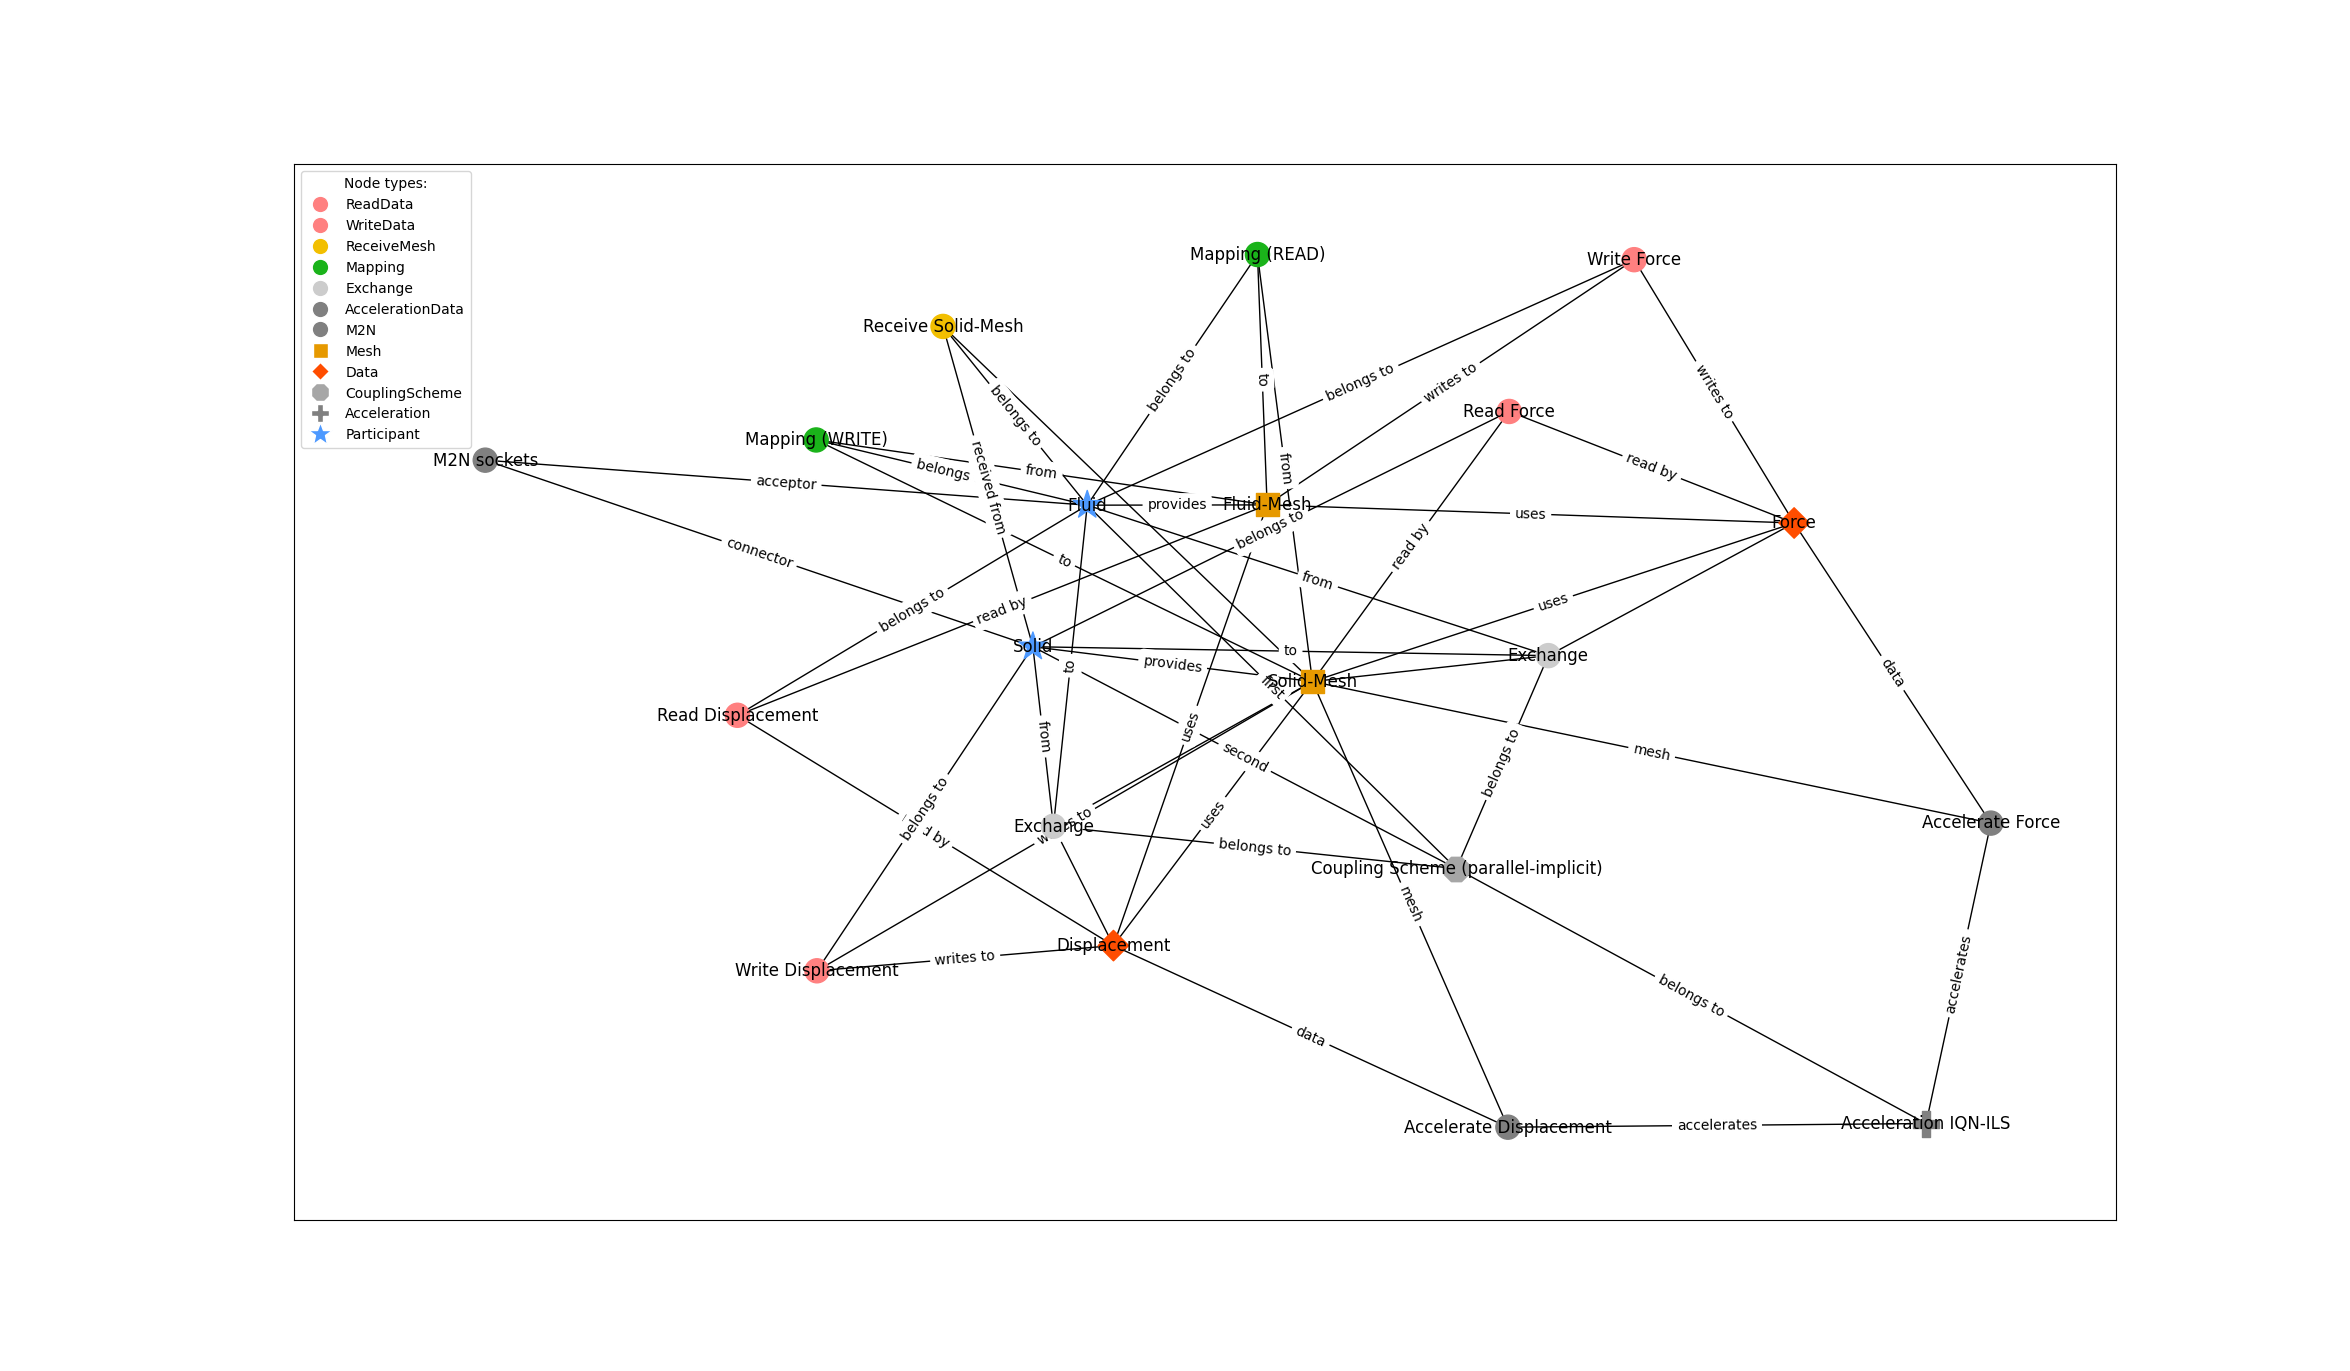 Node types:
ReadData
WriteData
ReceiveMesh
Mapping
Exchange
AccelerationData
M2N
Mesh
Data
CouplingScheme
Acceleration
Participant
Mapping (READ)
Write Force
Receive Solid-Mesh
belongs to
to
belongs to
writes to
writes to
belongs to
Read Force
Mapping (WRITE)
M2N sockets
belongs
from
from
read by
acceptor
received from
Fluid
provides
Fluid-Mesh
uses
Force
belongs to
connector
to
read by
from
belongs to
read by
uses
Solid
to
provides
to
Exchange
first
Solid-Mesh
data
Read Displacement
from
uses
second
mesh
belongs to
belongs to
by
Exchange
to
uses
belongs to
Accelerate Force
Coupling Scheme (parallel-implicit)
mesh
Displacement
writes to
Write Displacement
accelerates
belongs to
data
Accelerate Displacement
accelerates
Acceleration IQN-ILS